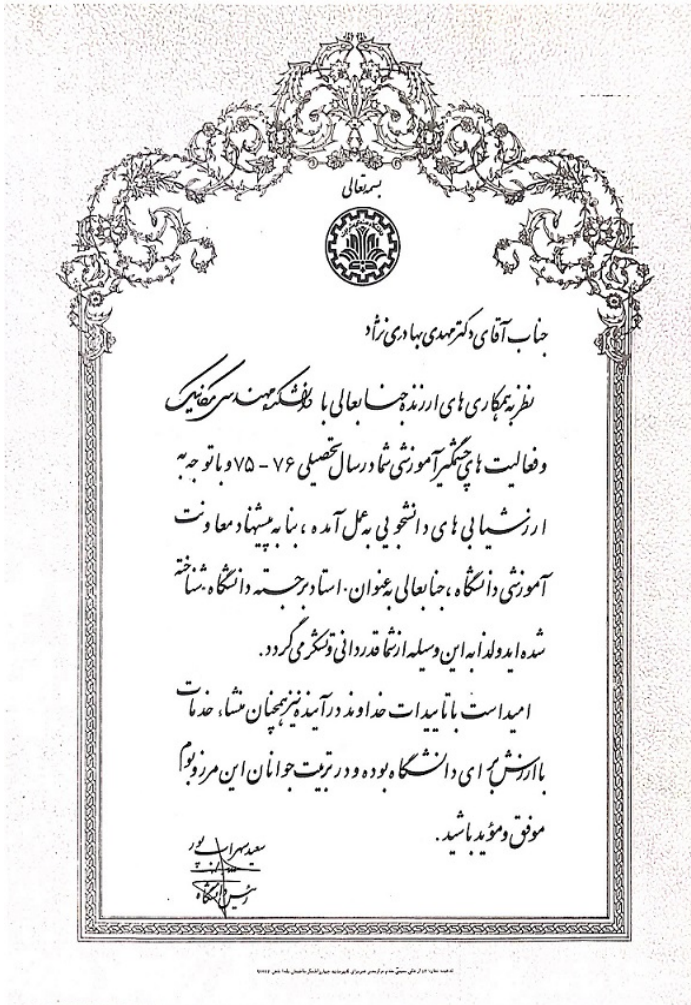 بسمه تعالی
جناب آقای دکتر مهدی بهادری نژاد
نظر به همکاری های ارزنده جنابعالی با دانشکده مهندسی مکانیک
و فعالیت های چشمگیر آموزشی شما در سال تحصیلی ۷۶ - ۷۵ و با توجه به
ارزشیابی های دانشجویی به عمل آمده ، بنا به پیشنهاد معاونت
آموزشی دانشگاه ، جنابعالی به عنوان استاد برجسته دانشگاه شناخته
شده اید و لذا به این وسیله از شما قدردانی و تشکر می گردد .
امید است با تاییدات خداوند در آینده نیز همچنان منشاء خدمات
با ارزش برای دانشگاه بوده و در تربیت جوانان این مرز و بوم
موفق و مؤید باشید .
سعید سهراب پور
رئیس دانشگاه